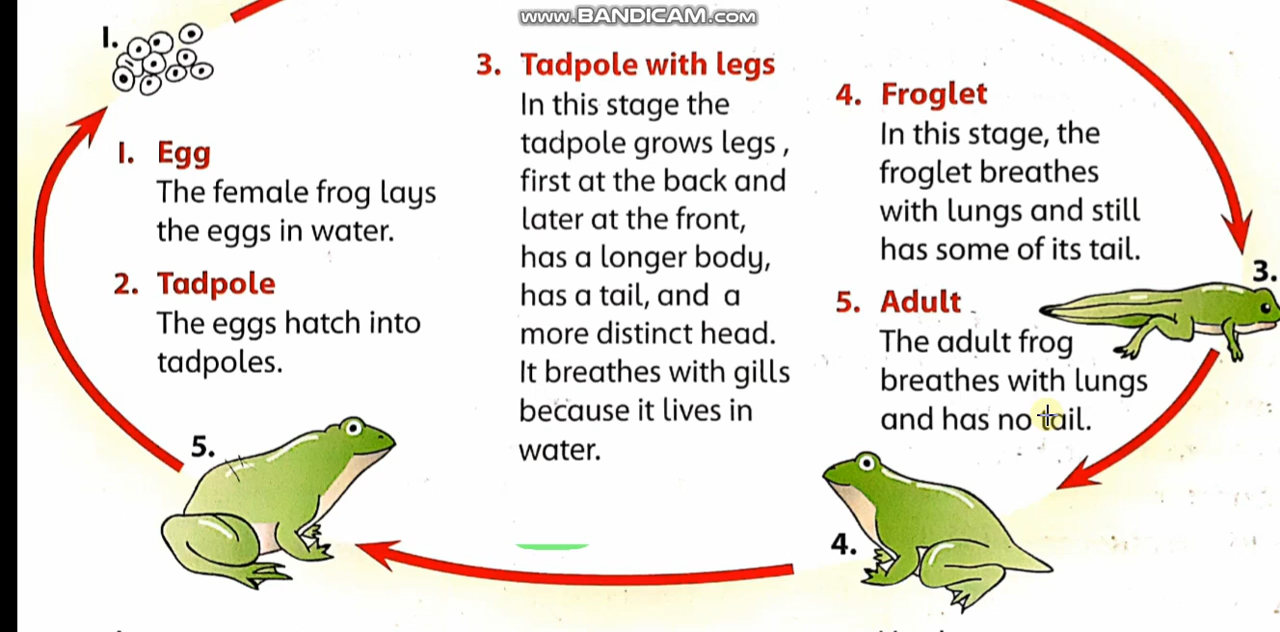 www.BANDICAM.com
1.
1. Egg
The female frog lays
the eggs in water.
2. Tadpole
The eggs hatch into
tadpoles.
3. Tadpole with legs
In this stage the
tadpole grows legs ,
first at the back and
later at the front,
has a longer body,
has a tail, and a
more distinct head.
It breathes with gills
because it lives in
water.
4. Froglet
In this stage, the
froglet breathes
with lungs and still
has some of its tail.
5. Adult
The adult frog
breathes with lungs
and has no tail.
3.
5.
4.